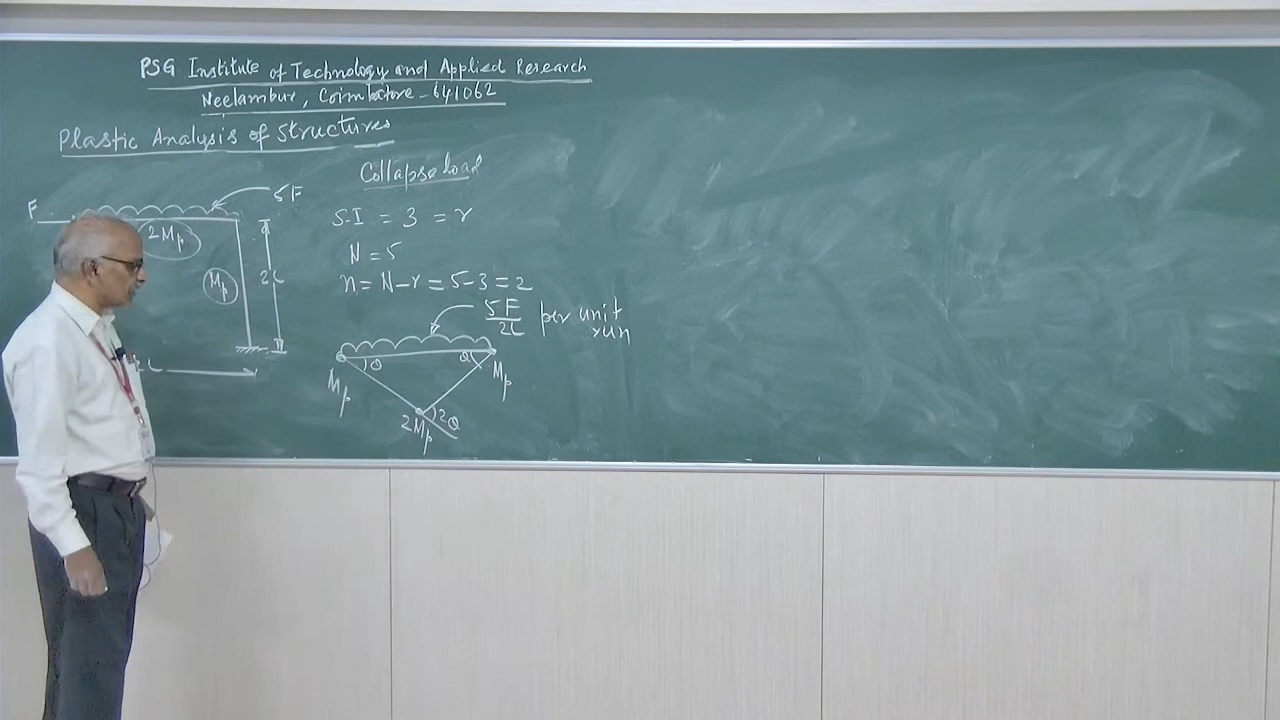 PSG Institute of Technology and Applied Research
Neelambur, Coimbatore - 641062
Plastic Analysis of Structures
Collapse load
F
5F
2Mp
Mp
2L
2L
S.I = 3 = r
N = 5
n = N - r = 5 - 3 = 2
5F/2L per unit run
θ
θ
Mp
Mp
2Mp
2θ